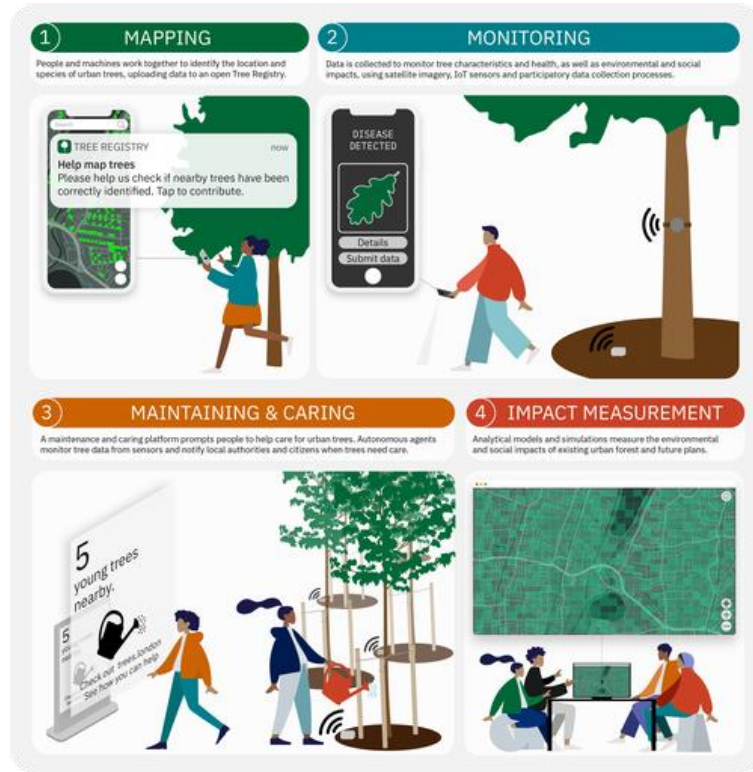 1 MAPPING
People and machines work together to identify the location and
species of urban trees, uploading data to an open Tree Registry.
Search
TREE REGISTRY now
Help map trees
Please help us check if nearby trees have been
correctly identified. Tap to contribute.
2 MONITORING
Data is collected to monitor tree characteristics and health, as well as environmental and social
impacts, using satellite imagery, IoT sensors and participatory data collection processes.
DISEASE
DETECTED
Details
Submit data
3 MAINTAINING & CARING
A maintenance and caring platform prompts people to help care for urban trees. Autonomous agents
monitor tree data from sensors and notify local authorities and citizens when trees need care.
5
young trees
nearby.
Check out trees.london
See how you can help
5
4 IMPACT MEASUREMENT
Analytical models and simulations measure the environmental
and social impacts of existing urban forest and future plans.